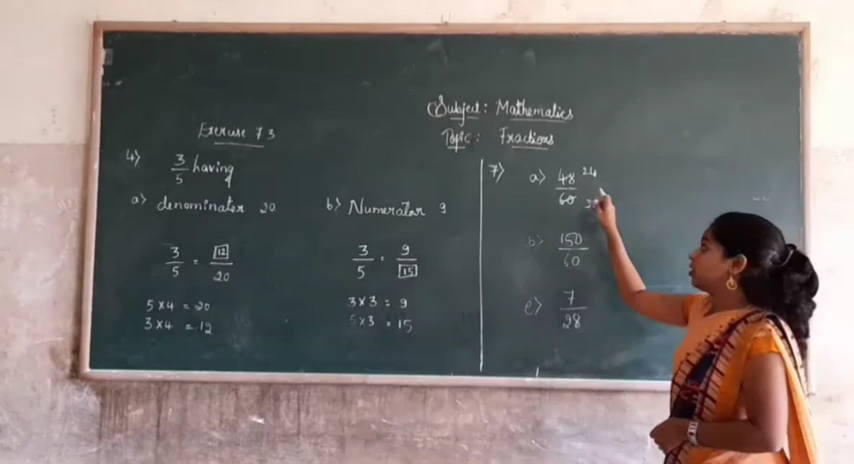 Subject: Mathematics
Topic: Fractions
Exercise 7.3
4) 3/5 having
a) denominater 20
3/5 = 12/20
5×4 = 20
3×4 = 12
b) Numerator 9
3/5 = 9/15
3×3 = 9
5×3 = 15
7) a) 48/60 24
b) 150/60
c) 7/28